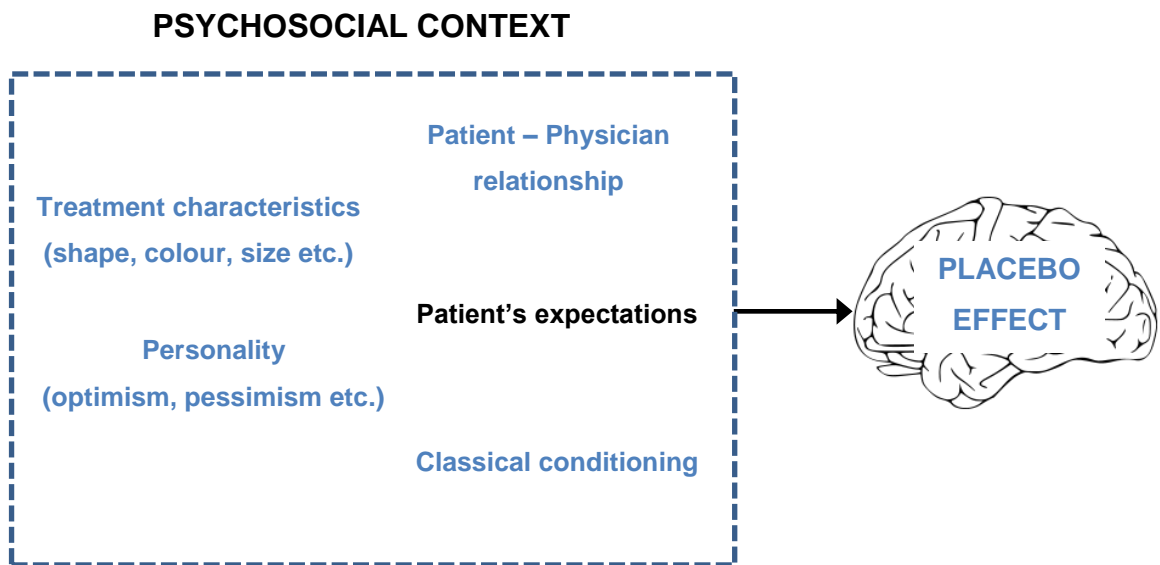 PSYCHOSOCIAL CONTEXT
Patient – Physician
relationship
Treatment characteristics
(shape, colour, size etc.)
Patient’s expectations
Personality
(optimism, pessimism etc.)
Classical conditioning
PLACEBO
EFFECT